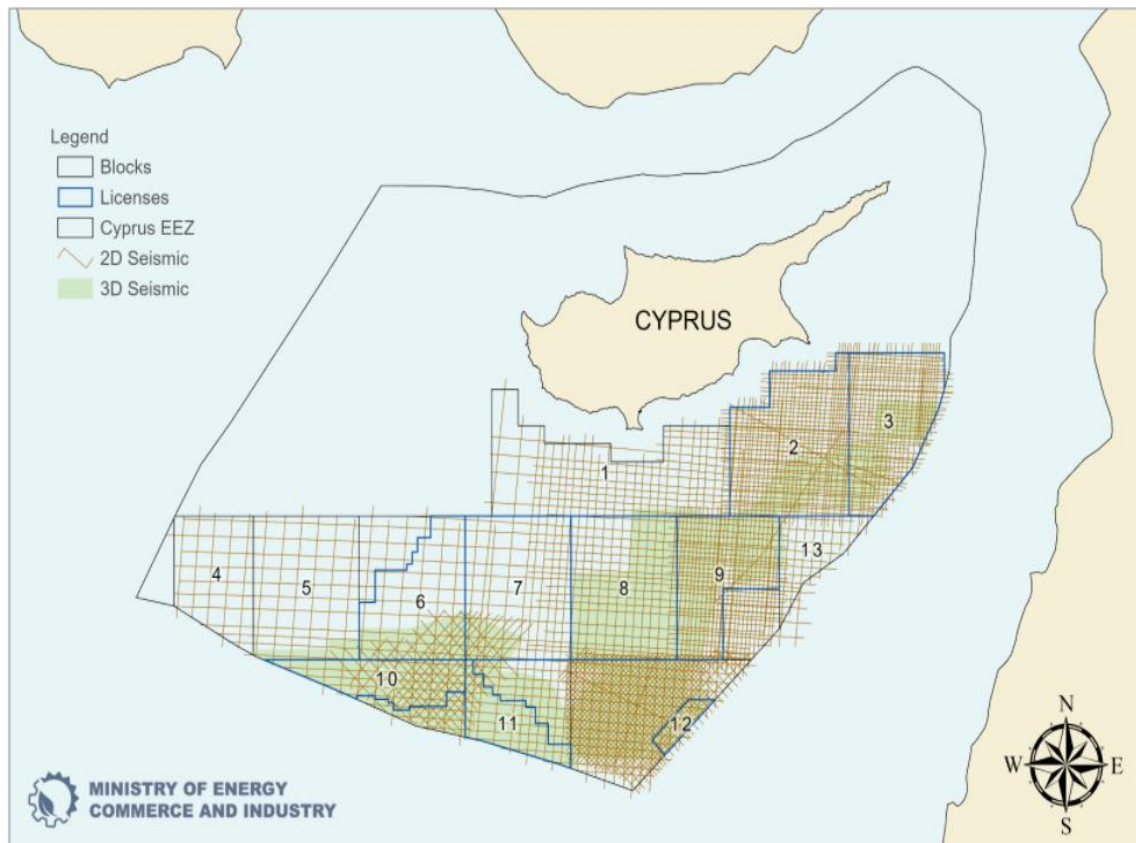 Legend
Blocks
Licenses
Cyprus EEZ
2D Seismic
3D Seismic
CYPRUS
3
2
1
13
4
5
6
7
8
9
10
11
12
N
W
E
S
MINISTRY OF ENERGY
COMMERCE AND INDUSTRY